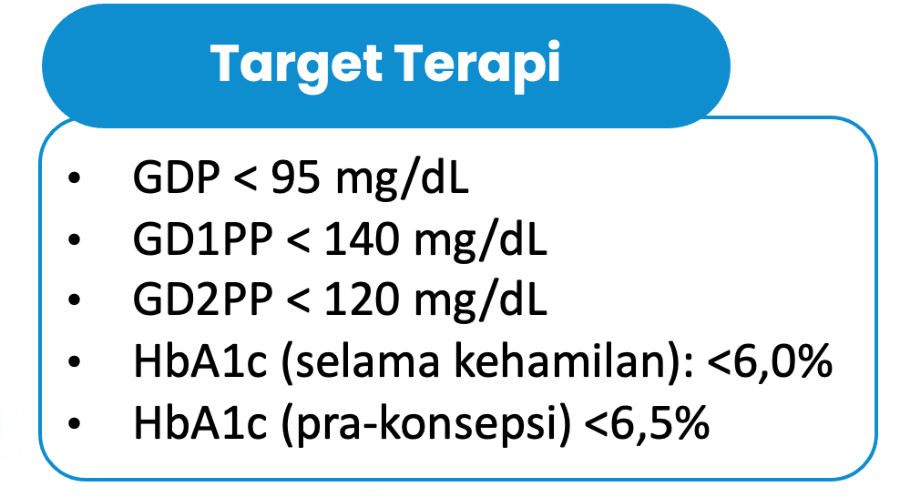 Target Terapi
• GDP < 95 mg/dL
• GD1PP < 140 mg/dL
• GD2PP < 120 mg/dL
• HbA1c (selama kehamilan): <6,0%
• HbA1c (pra-konsepsi) <6,5%